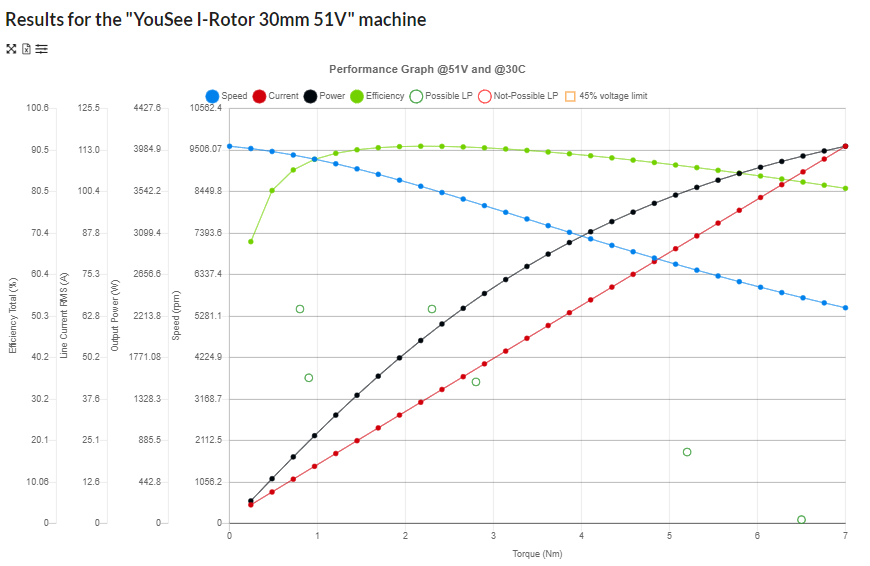 Results for the "YouSee I-Rotor 30mm 51V" machine
Performance Graph @51V and @30C
Speed Current Power Efficiency Possible LP Not-Possible LP 45% voltage limit
100.6 125.5 4427.6 10562.4
90.5 113.0 3984.9 9506.07
80.5 100.4 3542.2 8449.8
70.4 87.8 3099.4 7393.6
60.4 75.3 2656.6 6337.4
50.3 62.8 2213.8 5281.1
40.2 50.2 1771.08 4224.9
30.2 37.6 1328.3 3168.7
20.1 25.1 885.5 2112.5
10.06 12.6 442.8 1056.2
0 0 0 0
Efficiency Total (%)
Line Current RMS (A)
Output Power (W)
Speed (rpm)
0 1 2 3 4 5 6 7
Torque (Nm)